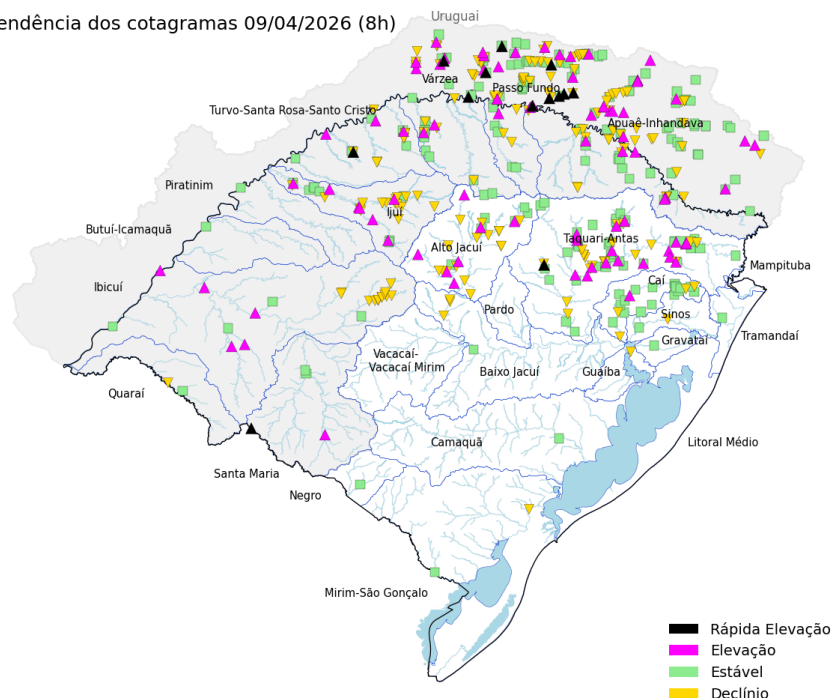 endência dos cotagramas 09/04/2026 (8h)
Uruguai
Várzea
Passo Fundo
Turvo-Santa Rosa-Santo Cristo
Apuaê-Inhandava
Piratinim
Ijuí
Butuí-Icamaquã
Taquari-Antas
Alto Jacuí
Mampituba
Ibicuí
Caí
Pardo
Sinos
Tramandaí
Gravataí
Vacacaí-
Vacacaí Mirim
Baixo Jacuí
Guaíba
Quaraí
Camaquã
Litoral Médio
Santa Maria
Negro
Mirim-São Gonçalo
Rápida Elevação
Elevação
Estável
Declínio